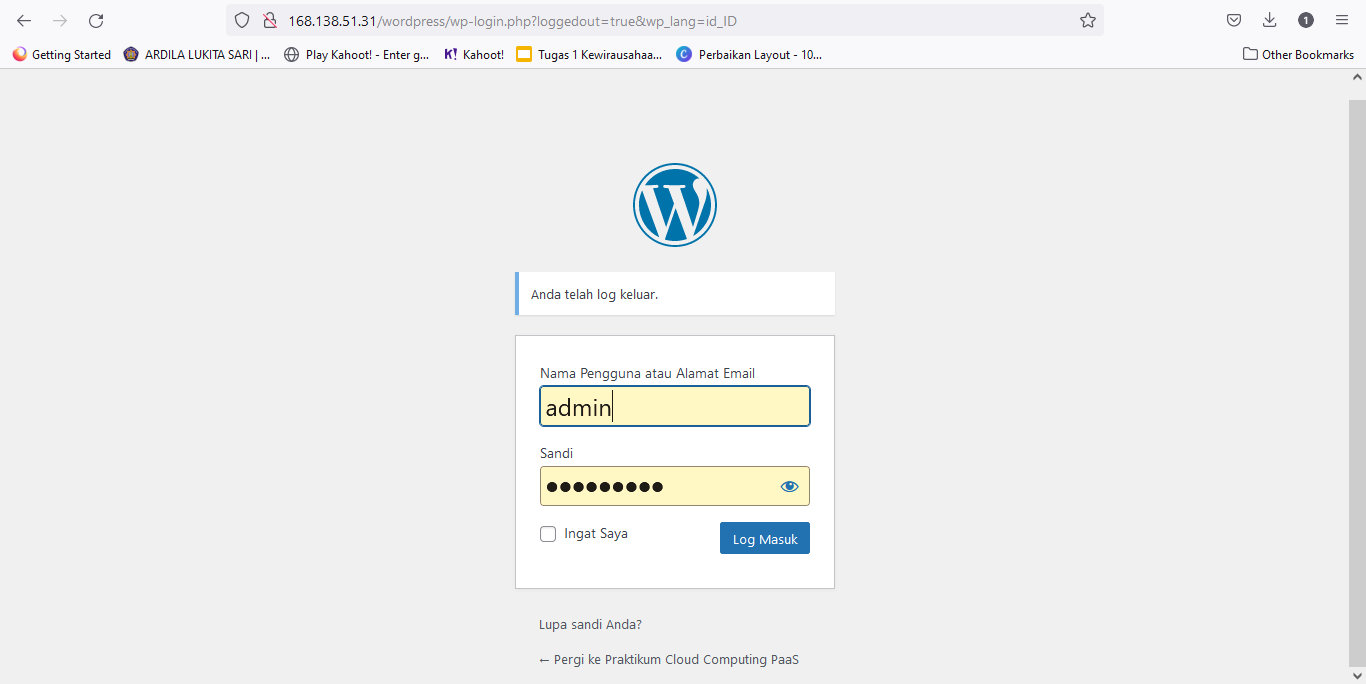 168.138.51.31/wordpress/wp-login.php?loggedout=true&wp_lang=id_ID
1
Getting Started
ARDILA LUKITA SARI | ...
Play Kahoot! - Enter g...
K! Kahoot!
Tugas 1 Kewirausahaa...
C Perbaikan Layout - 10...
Other Bookmarks
W
Anda telah log keluar.
Nama Pengguna atau Alamat Email
admin
Sandi
Ingat Saya
Log Masuk
Lupa sandi Anda?
← Pergi ke Praktikum Cloud Computing PaaS